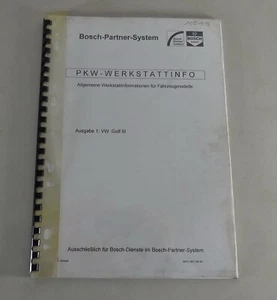 Bosch-Partner-System
BOSCH
PKW-WERKSTATTINFO
Allgemeine Werkstattinformationen für Fahrzeugmodelle
Ausgabe 1: VW Golf III
Ausschließlich für Bosch-Dienste im Bosch-Partner-System.